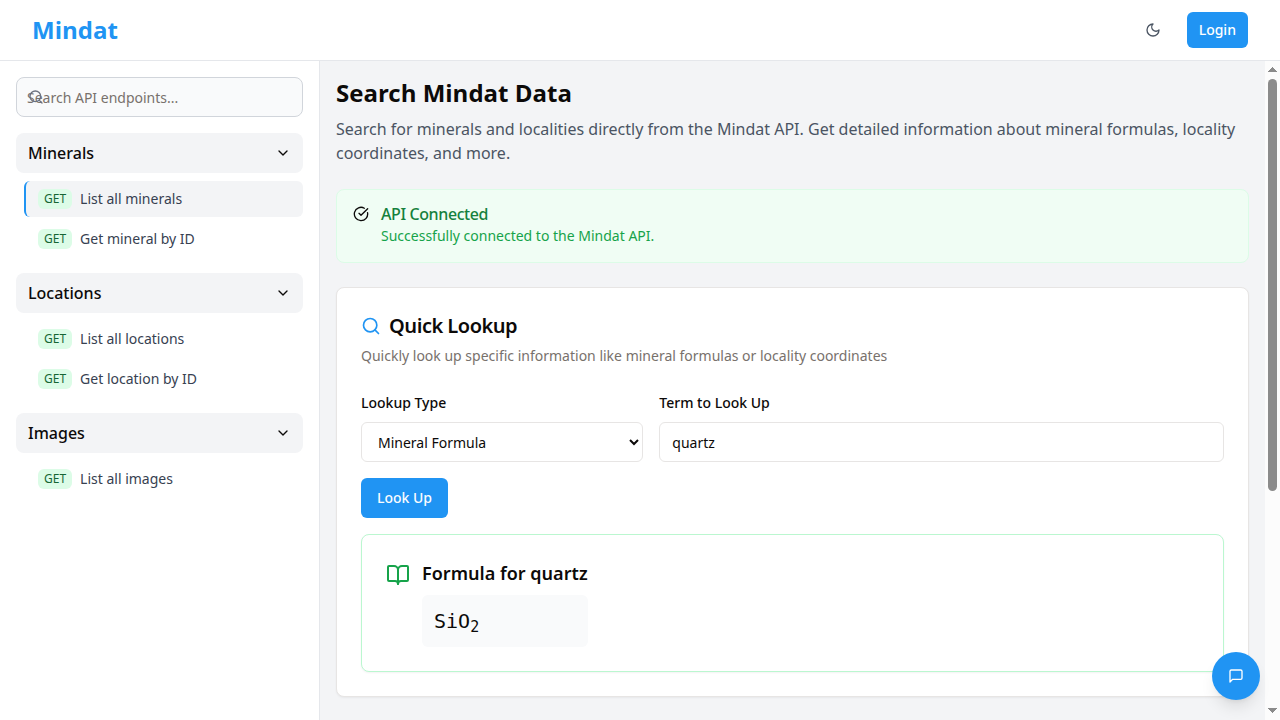 Mindat
Login
Search API endpoints...
Minerals
GET List all minerals
GET Get mineral by ID
Locations
GET List all locations
GET Get location by ID
Images
GET List all images
Search Mindat Data
Search for minerals and localities directly from the Mindat API. Get detailed information about mineral formulas, locality
coordinates, and more.
API Connected
Successfully connected to the Mindat API.
Quick Lookup
Quickly look up specific information like mineral formulas or locality coordinates
Lookup Type
Term to Look Up
Mineral Formula
quartz
Look Up
Formula for quartz
SiO₂